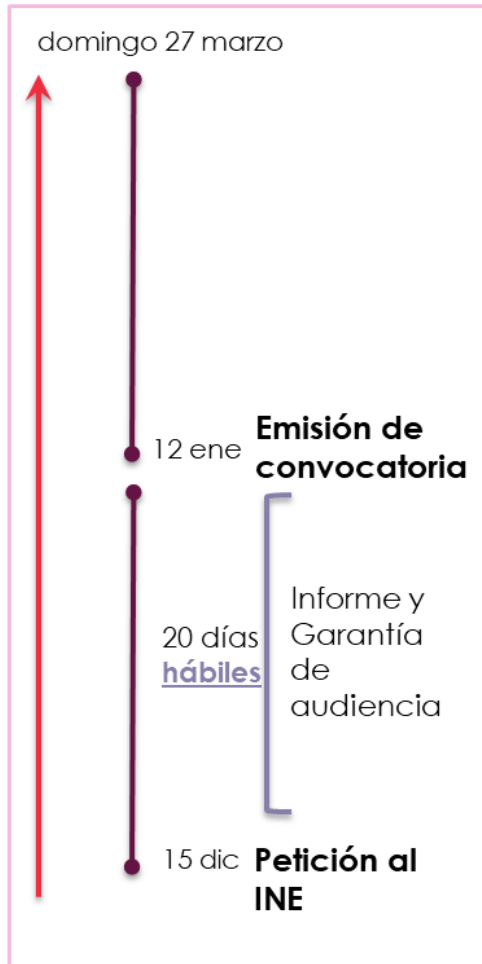 domingo 27 marzo
12 ene
Emisión de
convocatoria
20 días
hábiles
Informe y
Garantía
de
audiencia
15 dic
Petición al
INE